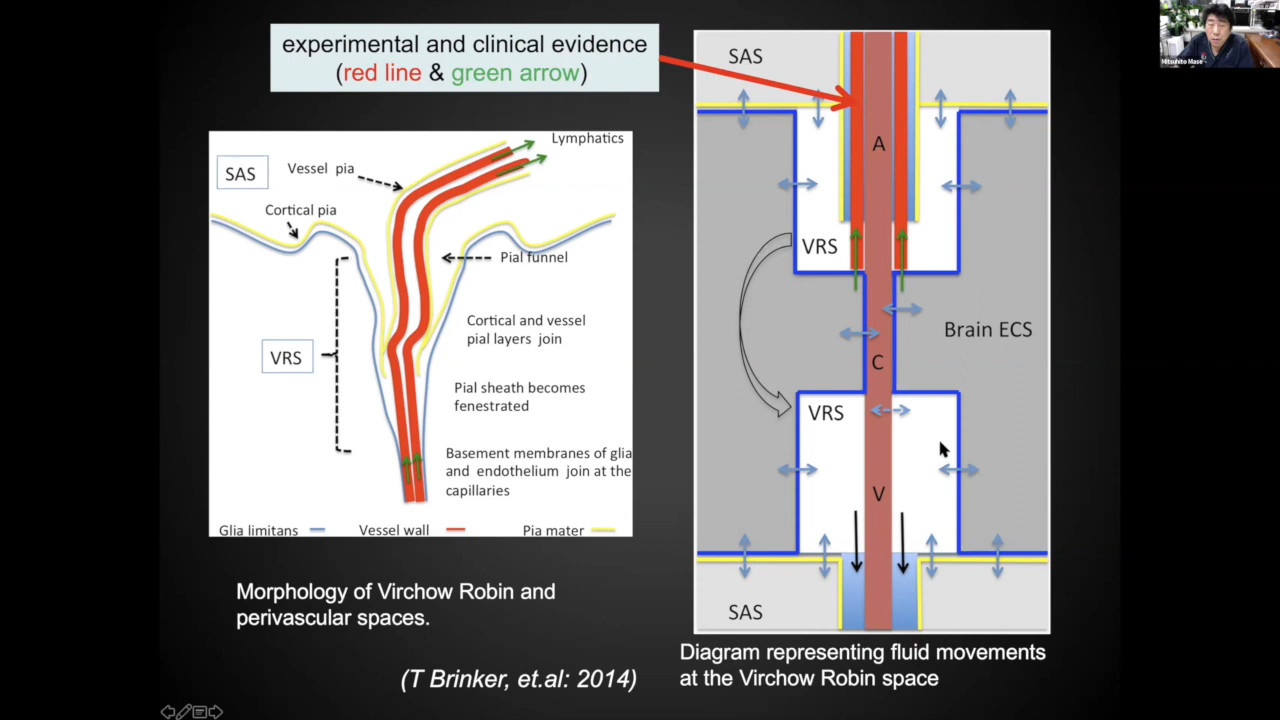 experimental and clinical evidence
(red line & green arrow)
Mitsuhito Mase
Lymphatics
SAS
Vessel pia
Cortical pia
Pial funnel
Cortical and vessel
pial layers join
VRS
Pial sheath becomes
fenestrated
Basement membranes of glia
and endothelium join at the
capillaries
Glia limitans
Vessel wall
Pia mater
Morphology of Virchow Robin and
perivascular spaces.
(T Brinker, et.al: 2014)
SAS
A
VRS
Brain ECS
C
VRS
V
SAS
Diagram representing fluid movements
at the Virchow Robin space